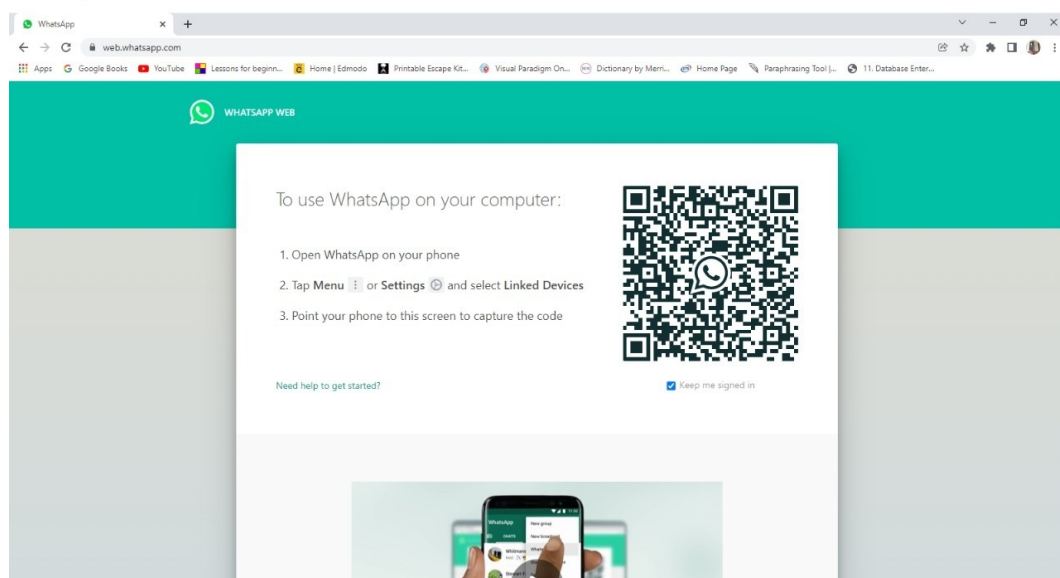 WhatsApp
web.whatsapp.com
Apps Google Books YouTube Lessons for beginn... Home | Edmodo Printable Escape Kit... Visual Paradigm On... Dictionary by Merri... Home Page Paraphrasing Tool |... 11. Database Enter...
WHATSAPP WEB
To use WhatsApp on your computer:
1. Open WhatsApp on your phone
2. Tap Menu or Settings and select Linked Devices
3. Point your phone to this screen to capture the code
Need help to get started?
Keep me signed in
WhatsApp
New group
CHATS